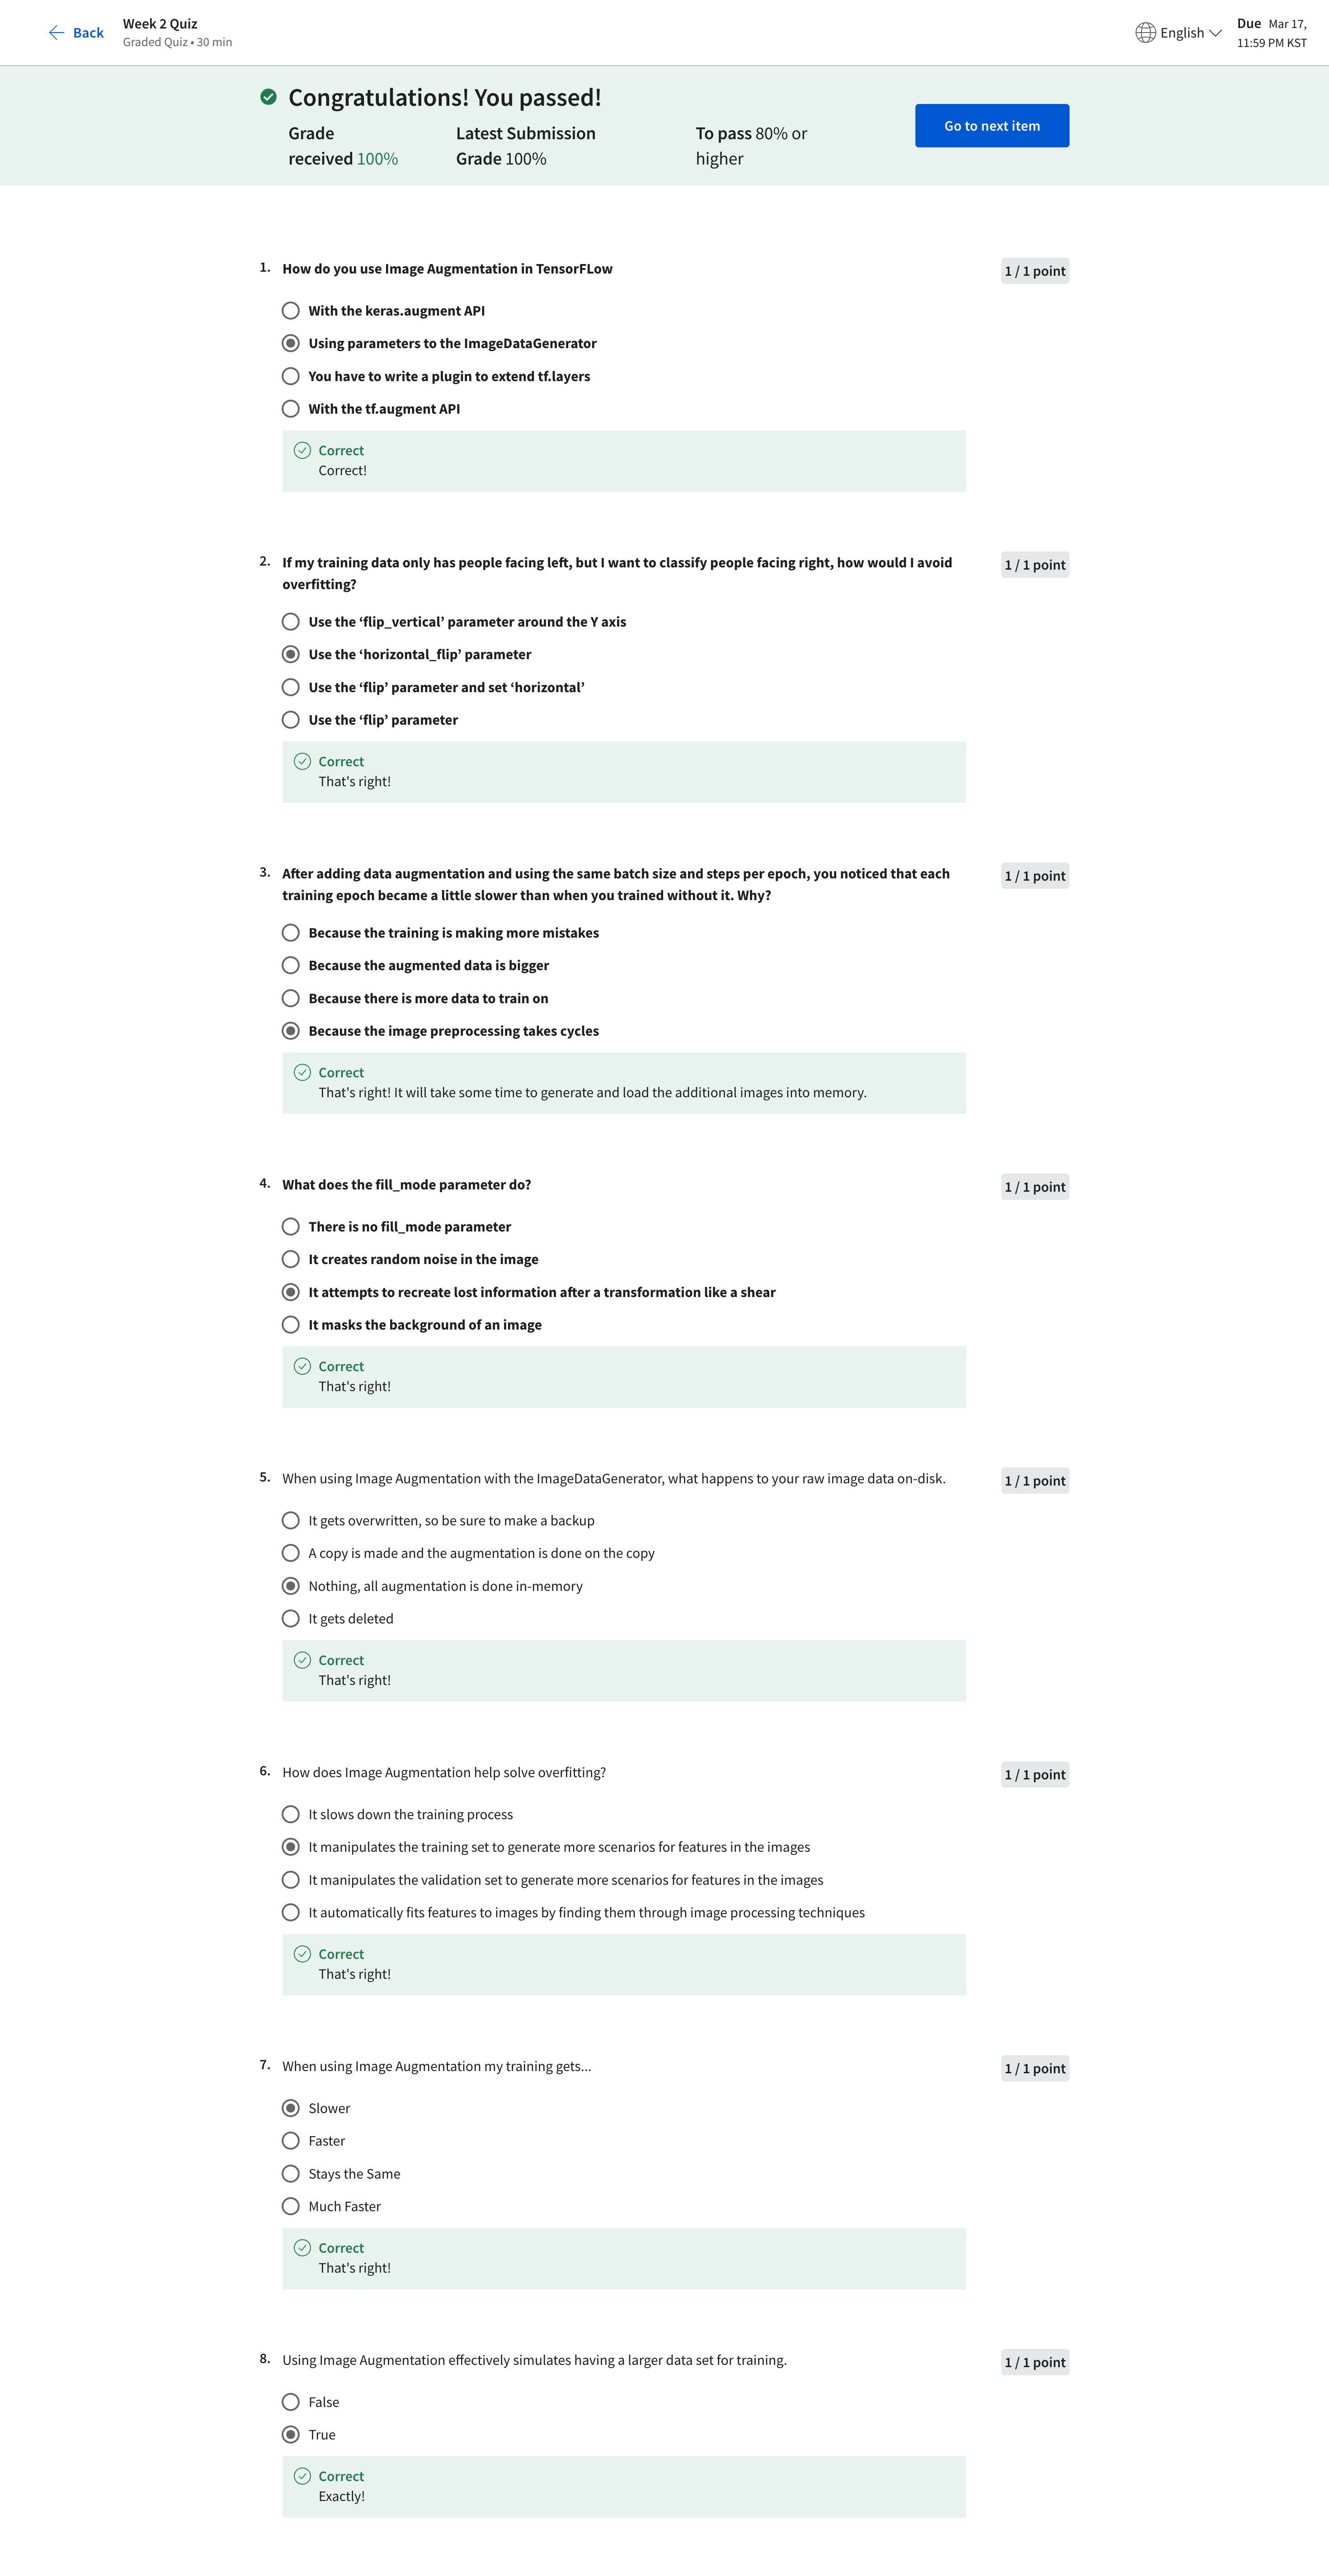 Back
Week 2 Quiz
Graded Quiz • 30 min
English
Due Mar 17,
11:59 PM KST
Congratulations! You passed!
Grade
received 100%
Latest Submission
Grade 100%
To pass 80% or
higher
Go to next item
1. How do you use Image Augmentation in TensorFLow
1 / 1 point
With the keras.augment API
Using parameters to the ImageDataGenerator
You have to write a plugin to extend tf.layers
With the tf.augment API
Correct
Correct!
2. If my training data only has people facing left, but I want to classify people facing right, how would I avoid
overfitting?
1 / 1 point
Use the ‘flip_vertical’ parameter around the Y axis
Use the ‘horizontal_flip’ parameter
Use the ‘flip’ parameter and set ‘horizontal’
Use the ‘flip’ parameter
Correct
That's right!
3. After adding data augmentation and using the same batch size and steps per epoch, you noticed that each
training epoch became a little slower than when you trained without it. Why?
1 / 1 point
Because the training is making more mistakes
Because the augmented data is bigger
Because there is more data to train on
Because the image preprocessing takes cycles
Correct
That's right! It will take some time to generate and load the additional images into memory.
4. What does the fill_mode parameter do?
1 / 1 point
There is no fill_mode parameter
It creates random noise in the image
It attempts to recreate lost information after a transformation like a shear
It masks the background of an image
Correct
That's right!
5. When using Image Augmentation with the ImageDataGenerator, what happens to your raw image data on-disk.
1 / 1 point
It gets overwritten, so be sure to make a backup
A copy is made and the augmentation is done on the copy
Nothing, all augmentation is done in-memory
It gets deleted
Correct
That's right!
6. How does Image Augmentation help solve overfitting?
1 / 1 point
It slows down the training process
It manipulates the training set to generate more scenarios for features in the images
It manipulates the validation set to generate more scenarios for features in the images
It automatically fits features to images by finding them through image processing techniques
Correct
That's right!
7. When using Image Augmentation my training gets...
1 / 1 point
Slower
Faster
Stays the Same
Much Faster
Correct
That's right!
8. Using Image Augmentation effectively simulates having a larger data set for training.
1 / 1 point
False
True
Correct
Exactly!